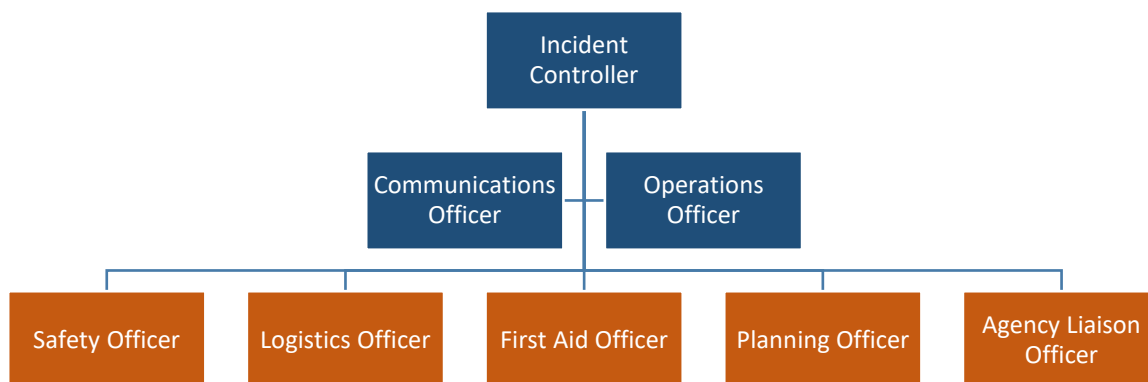 Incident
Controller
Communications
Officer
Operations
Officer
Safety Officer
Logistics Officer
First Aid Officer
Planning Officer
Agency Liaison
Officer